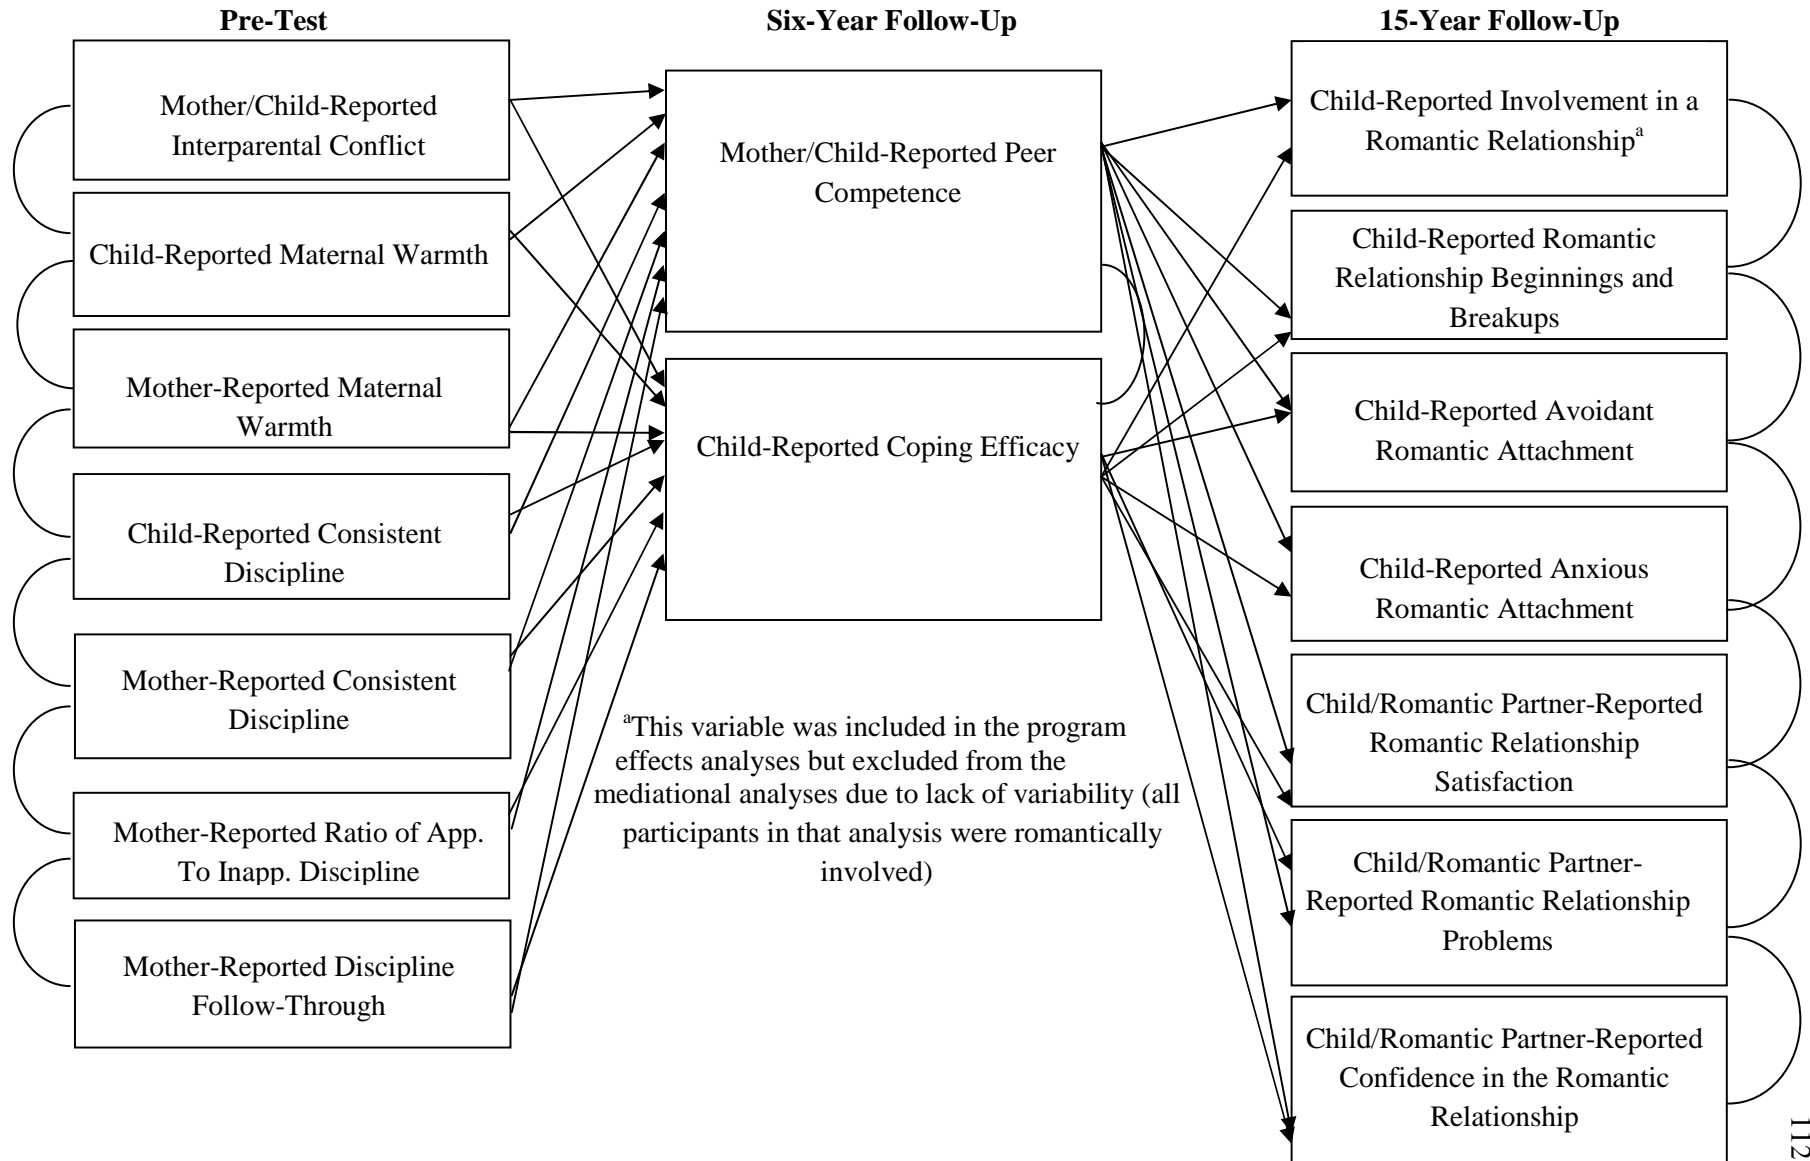 Pre-Test
Mother/Child-Reported
Interparental Conflict
Child-Reported Maternal Warmth
Mother-Reported Maternal
Warmth
Child-Reported Consistent
Discipline
Mother-Reported Consistent
Discipline
Mother-Reported Ratio of App.
To Inapp. Discipline
Mother-Reported Discipline
Follow-Through
Six-Year Follow-Up
Mother/Child-Reported Peer
Competence
Child-Reported Coping Efficacy
aThis variable was included in the program
effects analyses but excluded from the
mediational analyses due to lack of variability (all
participants in that analysis were romantically
involved)
15-Year Follow-Up
Child-Reported Involvement in a
Romantic Relationshipa
Child-Reported Romantic
Relationship Beginnings and
Breakups
Child-Reported Avoidant
Romantic Attachment
Child-Reported Anxious
Romantic Attachment
Child/Romantic Partner-Reported
Romantic Relationship
Satisfaction
Child/Romantic Partner-
Reported Romantic Relationship
Problems
Child/Romantic Partner-Reported
Confidence in the Romantic
Relationship
112